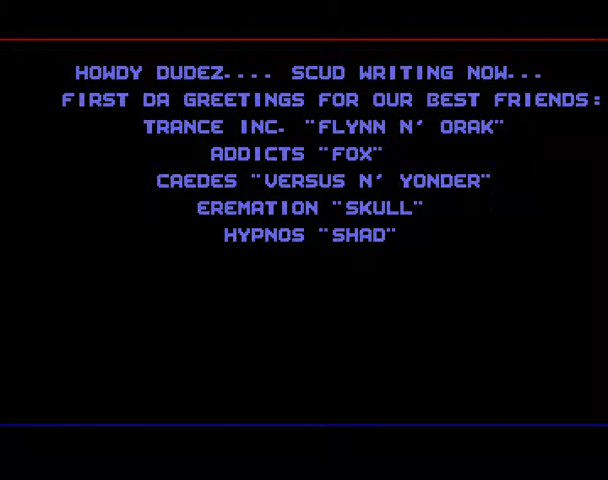 HOWDY DUDEZ.... SCUD WRITING NOW...
FIRST DA GREETINGS FOR OUR BEST FRIENDS:
TRANCE INC. "FLYNN N' ORAK"
ADDICTS "FOX"
CAEDES "VERSUS N' YONDER"
EREMATION "SKULL"
HYPNOS "SHAD"